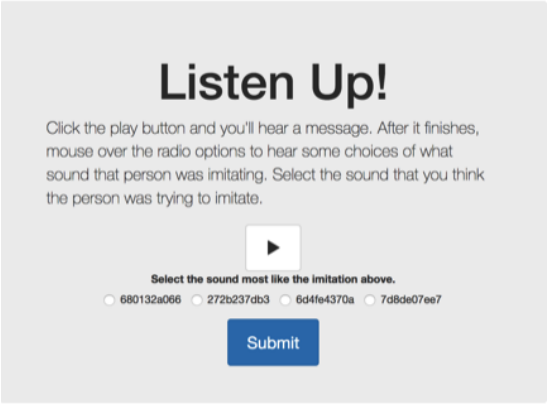 Listen Up!
Click the play button and you'll hear a message. After it finishes,
mouse over the radio options to hear some choices of what
sound that person was imitating. Select the sound that you think
the person was trying to imitate.
Select the sound most like the imitation above.
680132a066 272b237db3 6d4fe4370a 7d8de07ee7
Submit